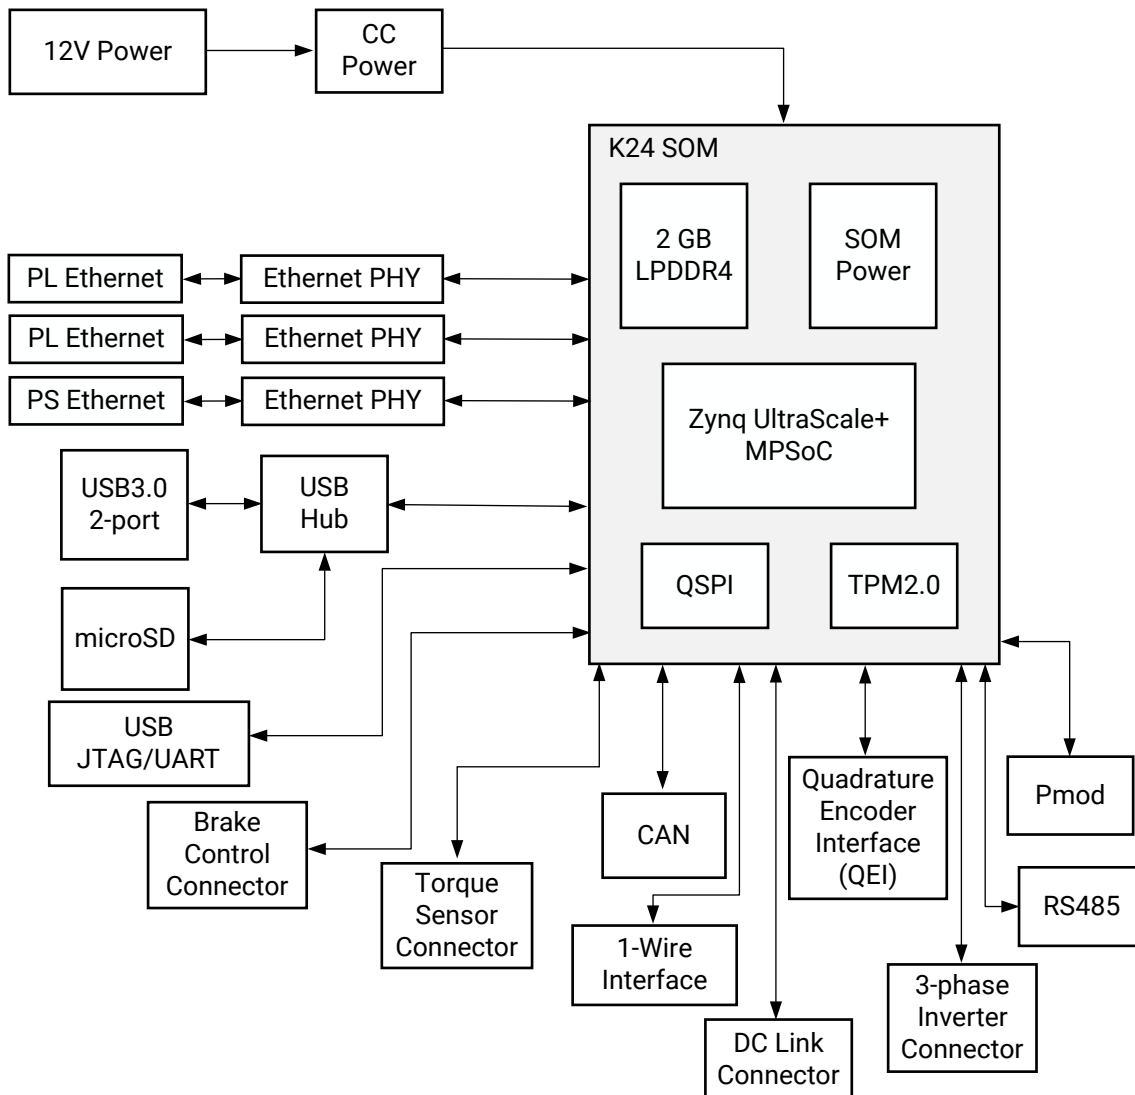 12V Power
CC
Power
K24 SOM
2 GB
LPDDR4
SOM
Power
PL Ethernet
Ethernet PHY
PL Ethernet
Ethernet PHY
PS Ethernet
Ethernet PHY
Zynq UltraScale+
MPSoC
USB3.0
2-port
USB
Hub
QSPI
TPM2.0
microSD
USB
JTAG/UART
Brake
Control
Connector
Torque
Sensor
Connector
CAN
1-Wire
Interface
DC Link
Connector
Quadrature
Encoder
Interface
(QEI)
3-phase
Inverter
Connector
Pmod
RS485